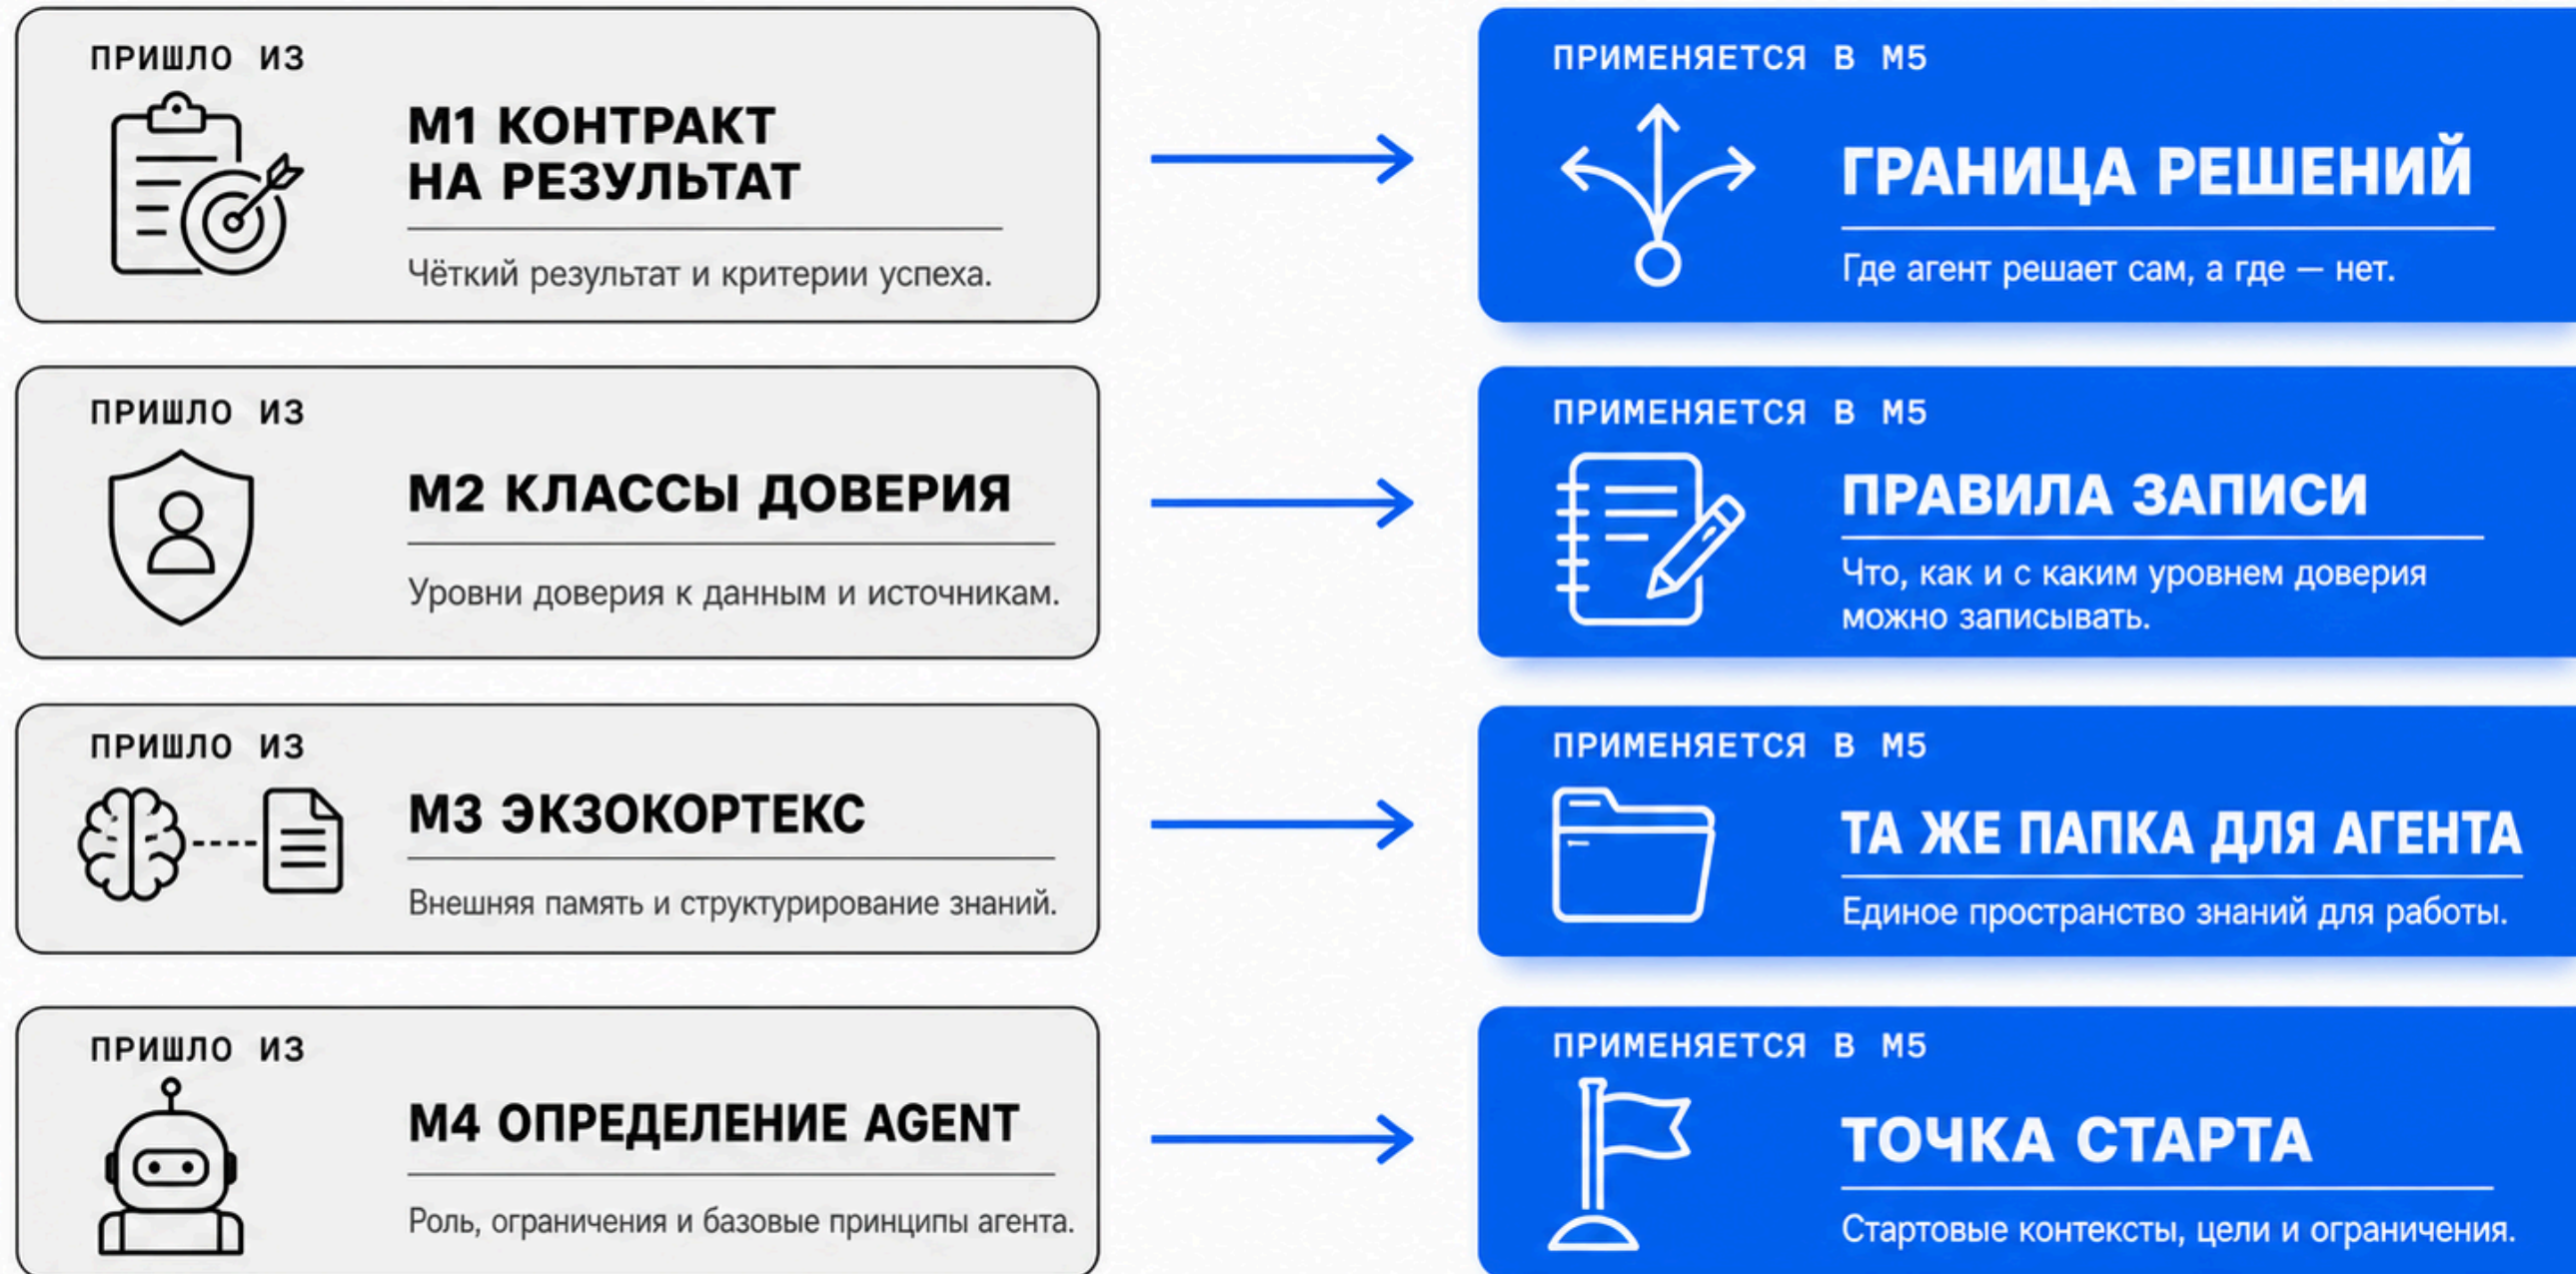 ПРИШЛО ИЗ
М1 КОНТРАКТ
НА РЕЗУЛЬТАТ
Чёткий результат и критерии успеха.
ПРИМЕНЯЕТСЯ В М5
ГРАНИЦА РЕШЕНИЙ
Где агент решает сам, а где — нет.
ПРИШЛО ИЗ
М2 КЛАССЫ ДОВЕРИЯ
Уровни доверия к данным и источникам.
ПРИМЕНЯЕТСЯ В М5
ПРАВИЛА ЗАПИСИ
Что, как и с каким уровнем доверия
можно записывать.
ПРИШЛО ИЗ
М3 ЭКЗОКОРТЕКС
Внешняя память и структурирование знаний.
ПРИМЕНЯЕТСЯ В М5
ТА ЖЕ ПАПКА ДЛЯ АГЕНТА
Единое пространство знаний для работы.
ПРИШЛО ИЗ
М4 ОПРЕДЕЛЕНИЕ AGENT
Роль, ограничения и базовые принципы агента.
ПРИМЕНЯЕТСЯ В М5
ТОЧКА СТАРТА
Стартовые контексты, цели и ограничения.